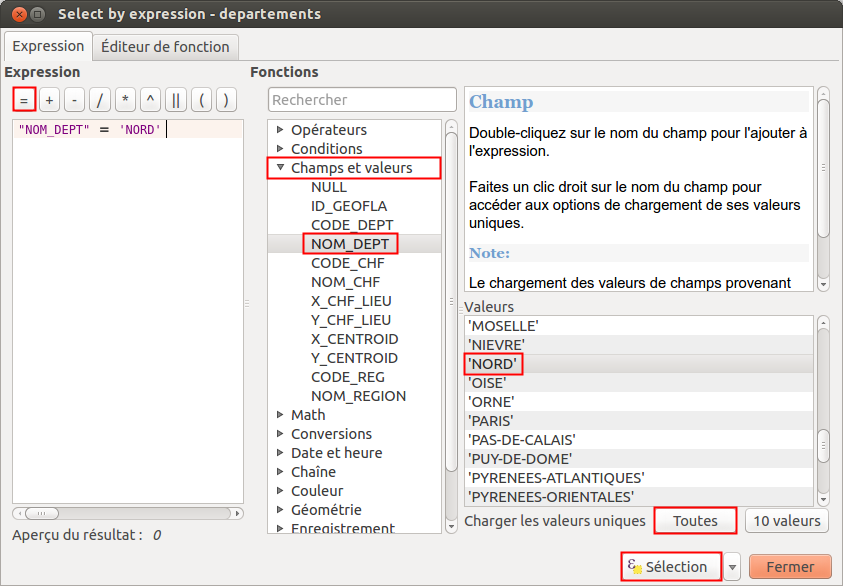 Select by expression - departements
Expression
Éditeur de fonction
Expression
= + - / * ^ || ( )
"NOM_DEPT" = 'NORD'
Aperçu du résultat : 0
Fonctions
Rechercher
Opérateurs
Conditions
Champs et valeurs
NULL
ID_GEOFLA
CODE_DEPT
NOM_DEPT
CODE_CHF
NOM_CHF
X_CHF_LIEU
Y_CHF_LIEU
X_CENTROID
Y_CENTROID
CODE_REG
NOM_REGION
Math
Conversions
Date et heure
Chaîne
Couleur
Géométrie
Enregistrement
Champ
Double-cliquez sur le nom du champ pour l'ajouter à
l'expression.
Faites un clic droit sur le nom du champ pour
accéder aux options de chargement de ses valeurs
uniques.
Note:
Le chargement des valeurs de champs provenant
Valeurs
'MOSELLE'
'NIEVRE'
'NORD'
'OISE'
'ORNE'
'PARIS'
'PAS-DE-CALAIS'
'PUY-DE-DOME'
'PYRENEES-ATLANTIQUES'
'PYRENEES-ORIENTALES'
Charger les valeurs uniques
Toutes
10 valeurs
Sélection
Fermer